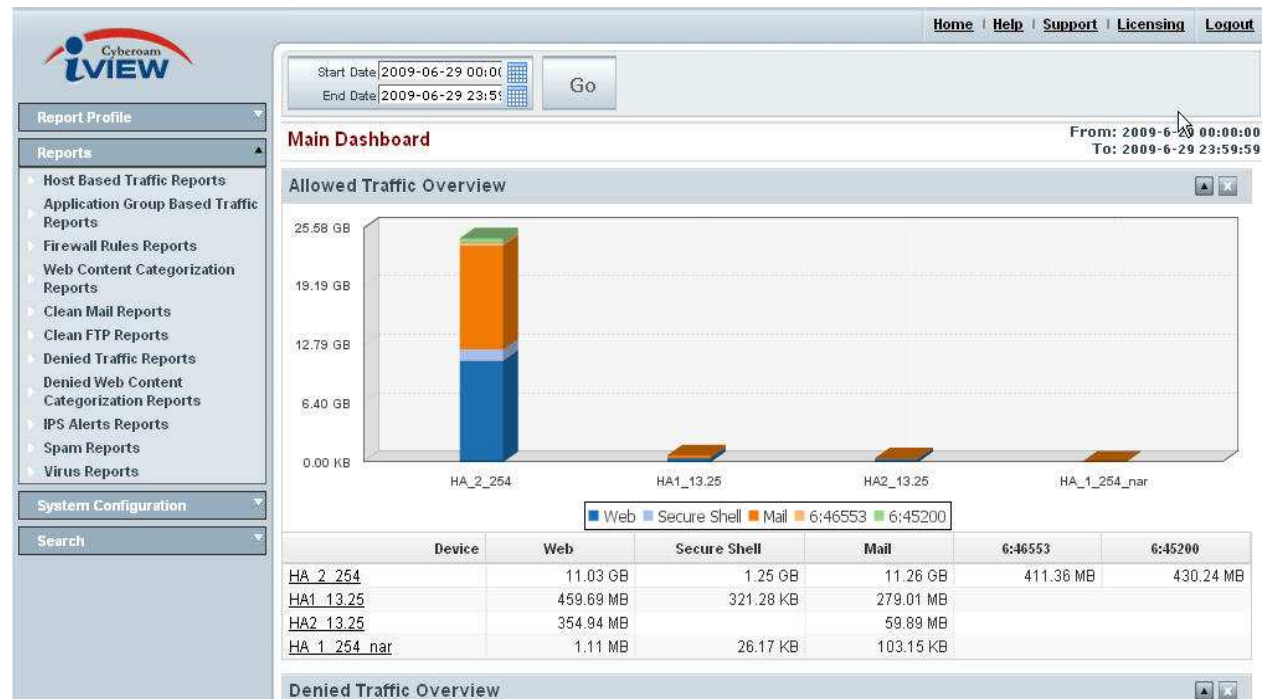 Home | Help | Support | Licensing Logout
Cyberoam
iVIEW
Start Date 2009-06-29 00:0(
End Date 2009-06-29 23:5
Go
Report Profile
Reports
Host Based Traffic Reports
Application Group Based Traffic
Reports
Firewall Rules Reports
Web Content Categorization
Reports
Clean Mail Reports
Clean FTP Reports
Denied Traffic Reports
Denied Web Content
Categorization Reports
IPS Alerts Reports
Spam Reports
Virus Reports
System Configuration
Search
Main Dashboard
From: 2009-6-29 00:00:00
To: 2009-6-29 23:59:59
Allowed Traffic Overview
25.58 GB
19.19 GB
12.79 GB
6.40 GB
0.00 KB
HA_2_254 HA1_13.25 HA2_13.25 HA_1_254_nar
Web Secure Shell Mail 6:46553 6:45200
Device Web Secure Shell Mail 6:46553 6:45200
HA_2_254 11.03 GB 1.25 GB 11.26 GB 411.36 MB 430.24 MB
HA1_13.25 459.69 MB 321.28 KB 279.01 MB
HA2_13.25 354.94 MB 59.89 MB
HA_1_254_nar 1.11 MB 26.17 KB 103.15 KB
Denied Traffic Overview